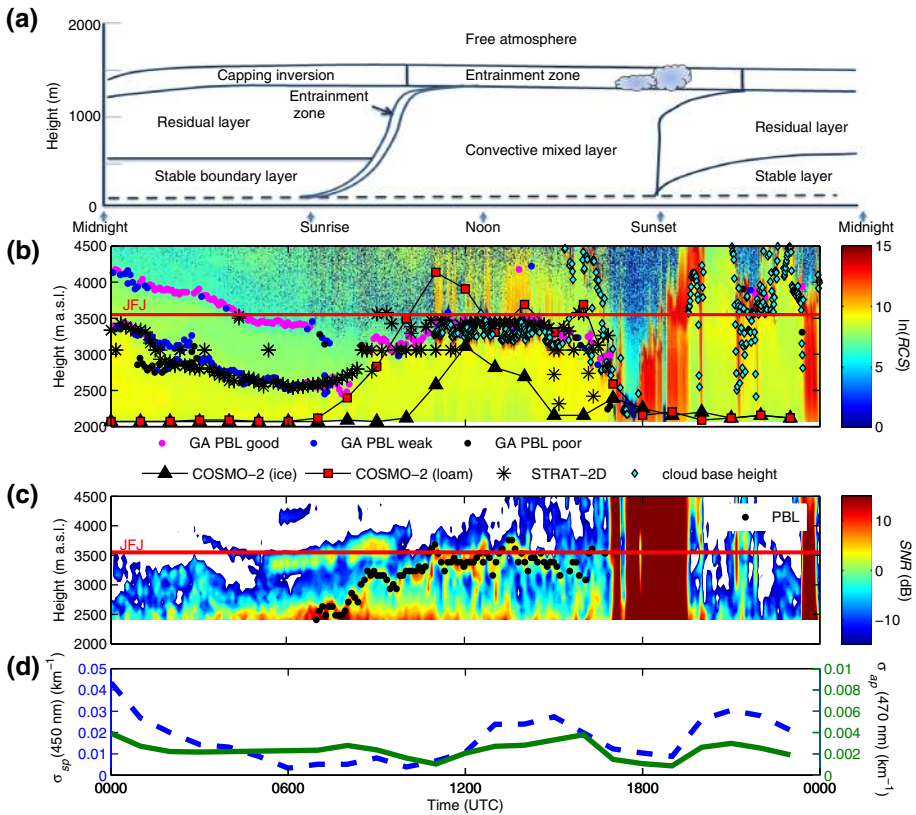 (a)
2000
1000
0
Height (m)
Free atmosphere
Capping inversion
Entrainment zone
Entrainment
zone
Residual layer
Convective mixed layer
Residual layer
Stable boundary layer
Stable layer
Midnight
Sunrise
Noon
Sunset
Midnight
(b)
4500
4000
3500
3000
2500
2000
Height (m a.s.l.)
JFJ
15
10
5
0
ln(RCS)
GA PBL good
GA PBL weak
GA PBL poor
COSMO-2 (ice)
COSMO-2 (loam)
STRAT-2D
cloud base height
(c)
4500
4000
3500
3000
2500
2000
Height (m a.s.l.)
JFJ
PBL
10
0
−10
SNR (dB)
(d)
0.05
0.04
0.03
0.02
0.01
0
σsp (450 nm) (km−1)
0.01
0.008
0.006
0.004
0.002
0
σap (470 nm) (km−1)
0000
0600
1200
1800
0000
Time (UTC)